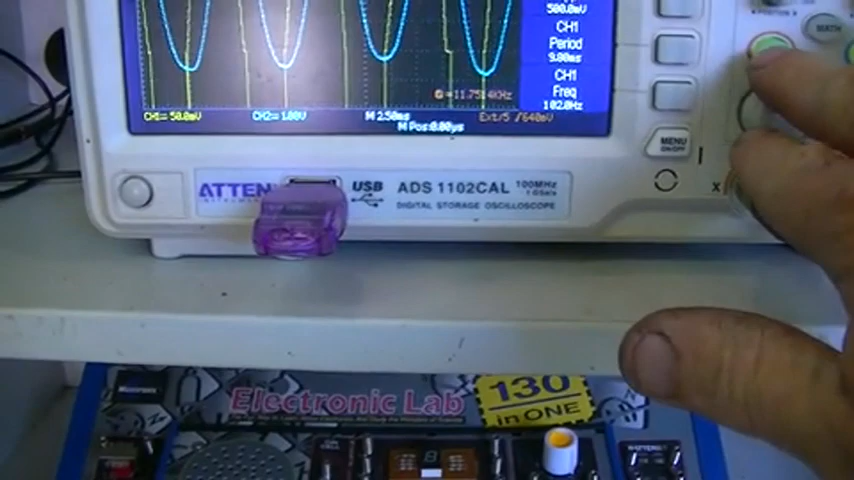 500.0mV
CH1
Period
9.80ms
CH1
Freq
102.0Hz
CH1= 50.0mV CH2= 1.00V M 2.50ms Ext/5
M Pos:0.00µs
MATH
MENU
ON/OFF
ATTEN
USB
ADS 1102CAL 100MHz
1 GSa/s
DIGITAL STORAGE OSCILLOSCOPE
X
Electronic Lab
130
in ONE